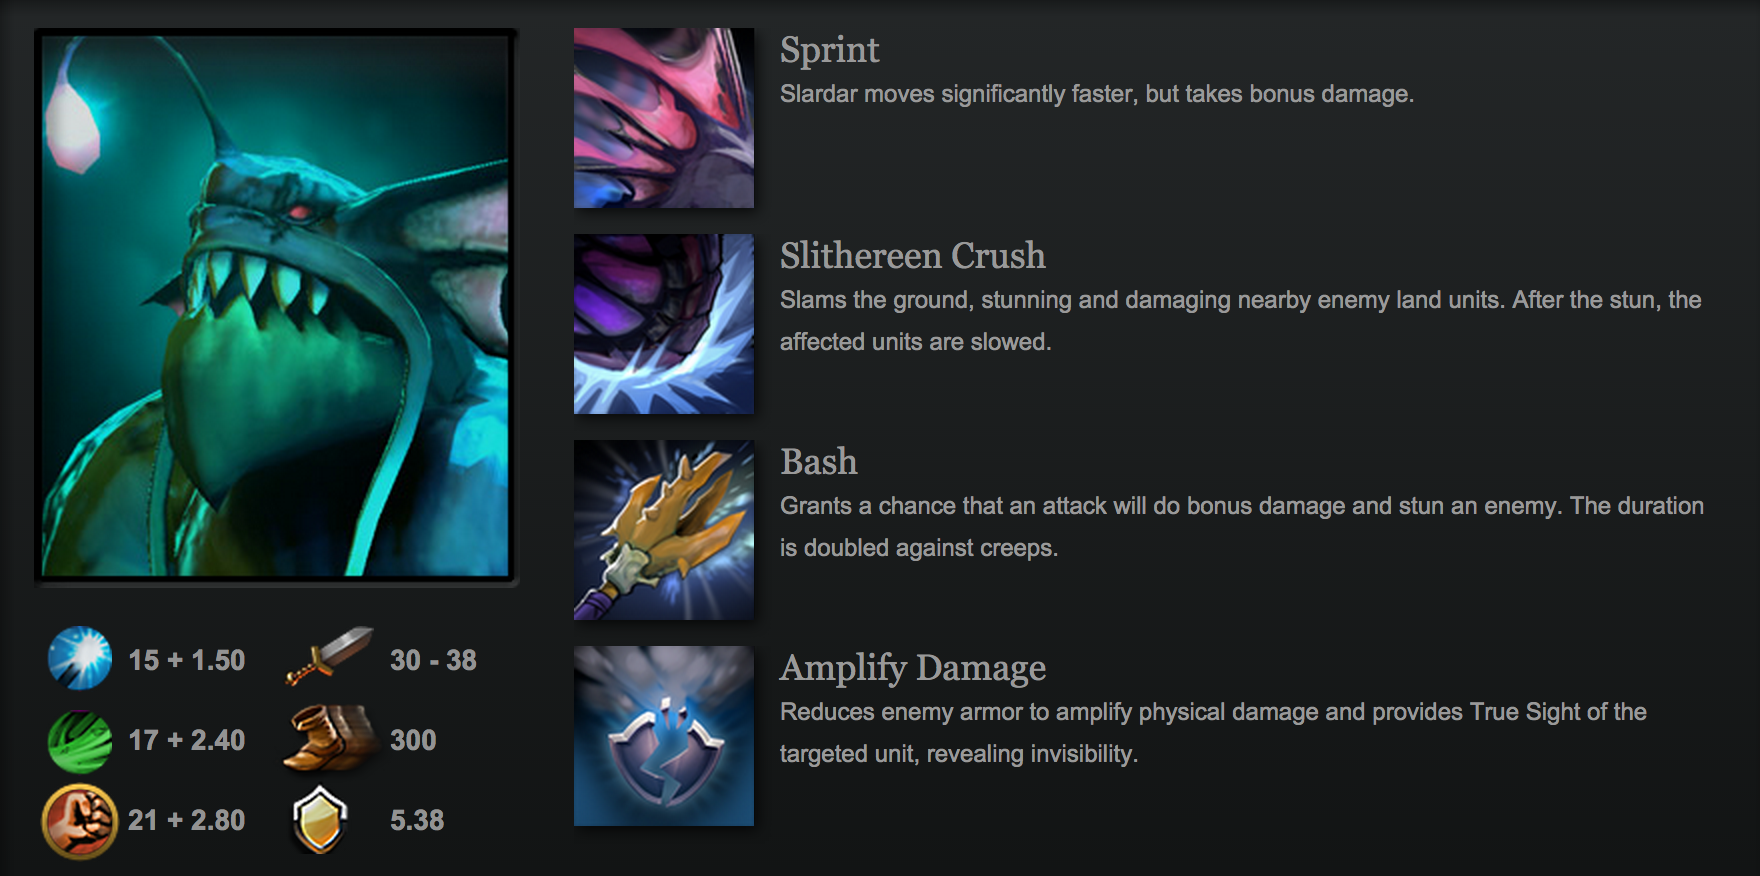 Sprint
Slardar moves significantly faster, but takes bonus damage.
Slithereen Crush
Slams the ground, stunning and damaging nearby enemy land units. After the stun, the
affected units are slowed.
Bash
Grants a chance that an attack will do bonus damage and stun an enemy. The duration
is doubled against creeps.
Amplify Damage
Reduces enemy armor to amplify physical damage and provides True Sight of the
targeted unit, revealing invisibility.
15 + 1.50
30 - 38
17 + 2.40
300
21 + 2.80
5.38